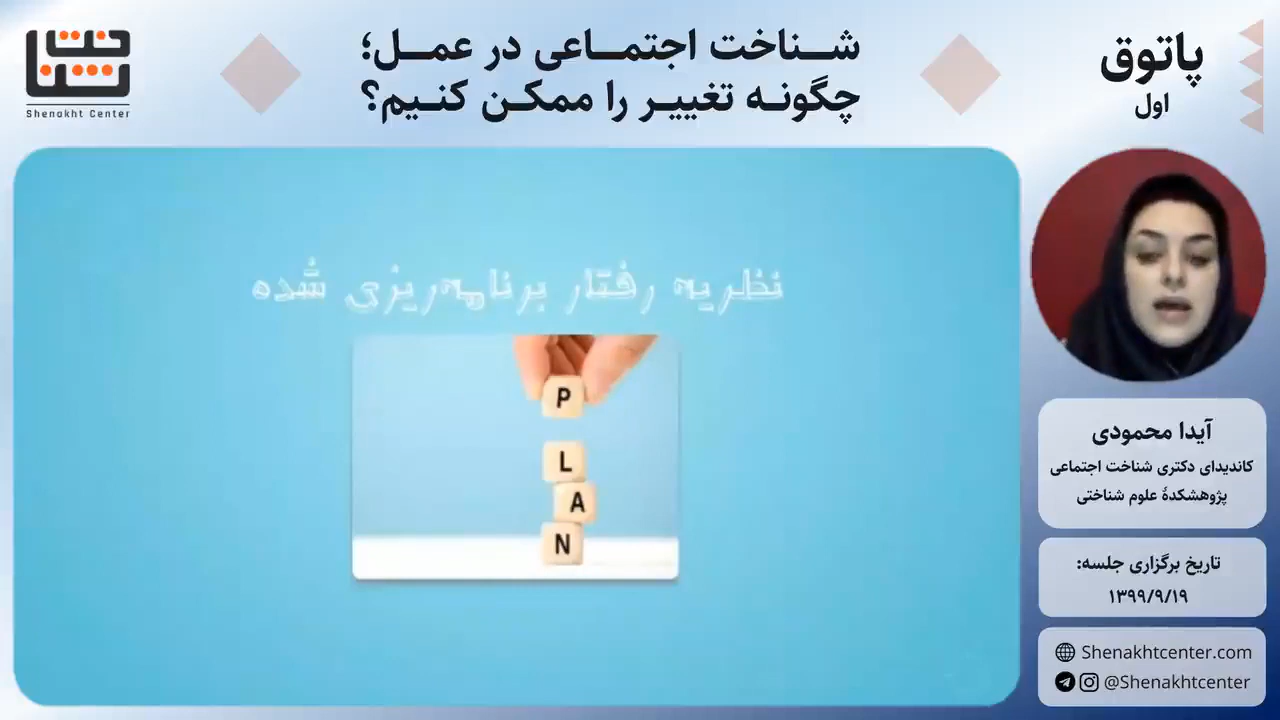 شناخت
Shenakht Center
شناخت اجتماعی در عمل؛
چگونه تغییر را ممکن کنیم؟
پاتوق
اول
نظریه رفتار برنامه‌ریزی شده
P
L
A
N
آیدا محمودی
کاندیدای دکتری شناخت اجتماعی
پژوهشکدهٔ علوم شناختی
تاریخ برگزاری جلسه:
۱۳۹۹/۹/۱۹
Shenakhtcenter.com
@Shenakhtcenter